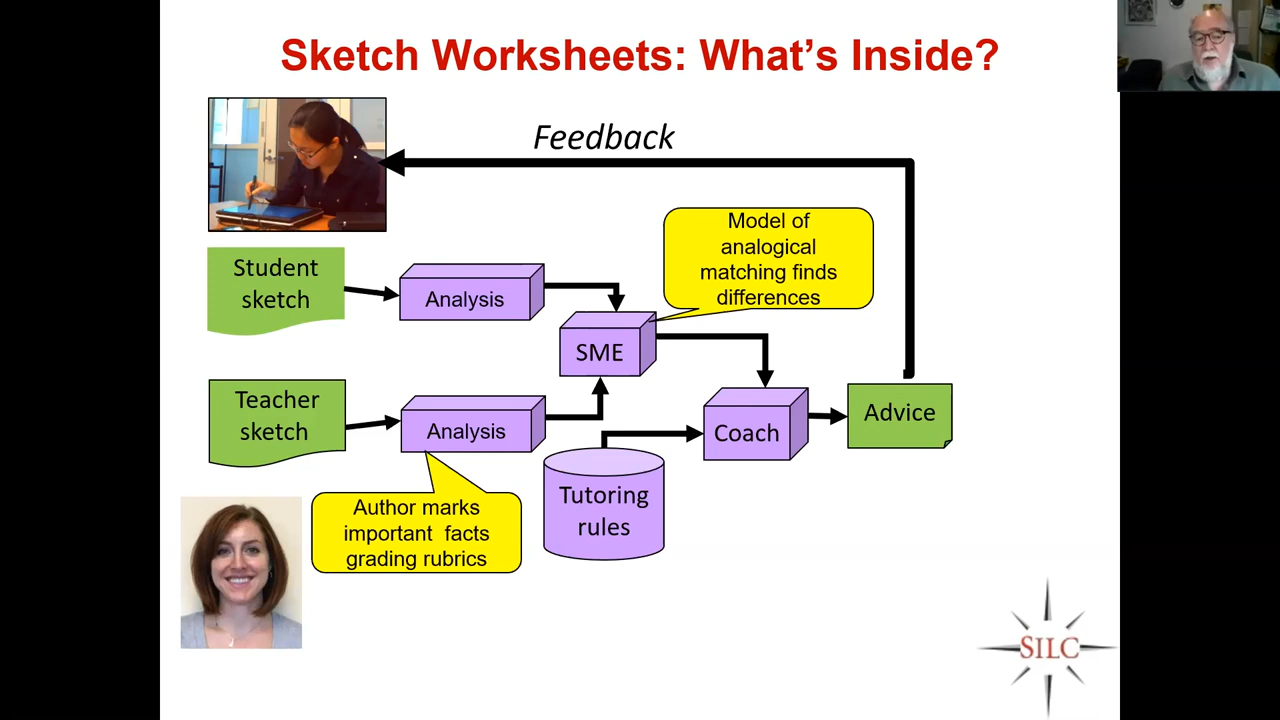 Sketch Worksheets: What's Inside?
Feedback
Model of
analogical
matching finds
differences
Student
sketch
Analysis
SME
Teacher
sketch
Analysis
Coach
Advice
Tutoring
rules
Author marks
important facts
grading rubrics
SILC